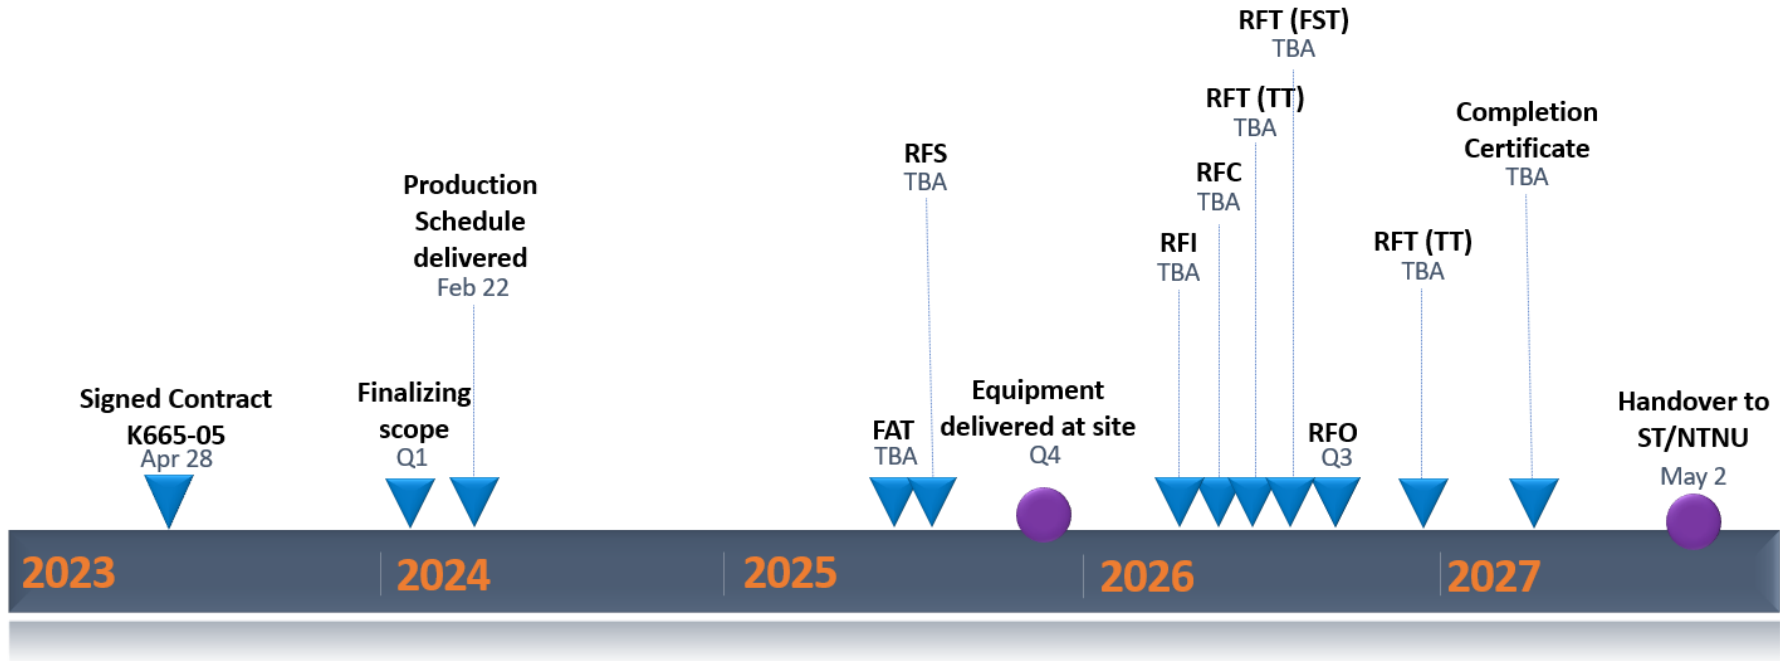 RFT (FST)
TBA
RFT (TT)
TBA
Completion
Certificate
TBA
RFS
TBA
RFC
TBA
Production
Schedule
delivered
Feb 22
RFI
TBA
RFT (TT)
TBA
Signed Contract
K665-05
Apr 28
Finalizing
scope
Q1
FAT
TBA
Equipment
delivered at site
Q4
RFO
Q3
Handover to
ST/NTNU
May 2
2023
2024
2025
2026
2027